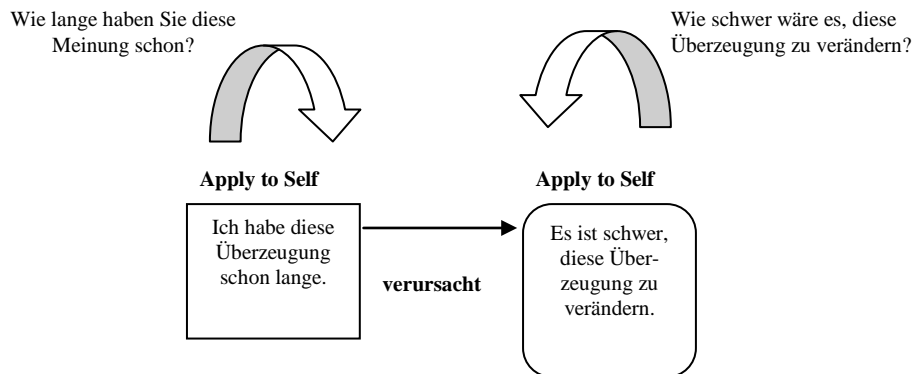 Wie lange haben Sie diese
Meinung schon?
Wie schwer wäre es, diese
Überzeugung zu verändern?
Apply to Self
Apply to Self
Ich habe diese
Überzeugung
schon lange.
verursacht
Es ist schwer,
diese Über-
zeugung zu
verändern.